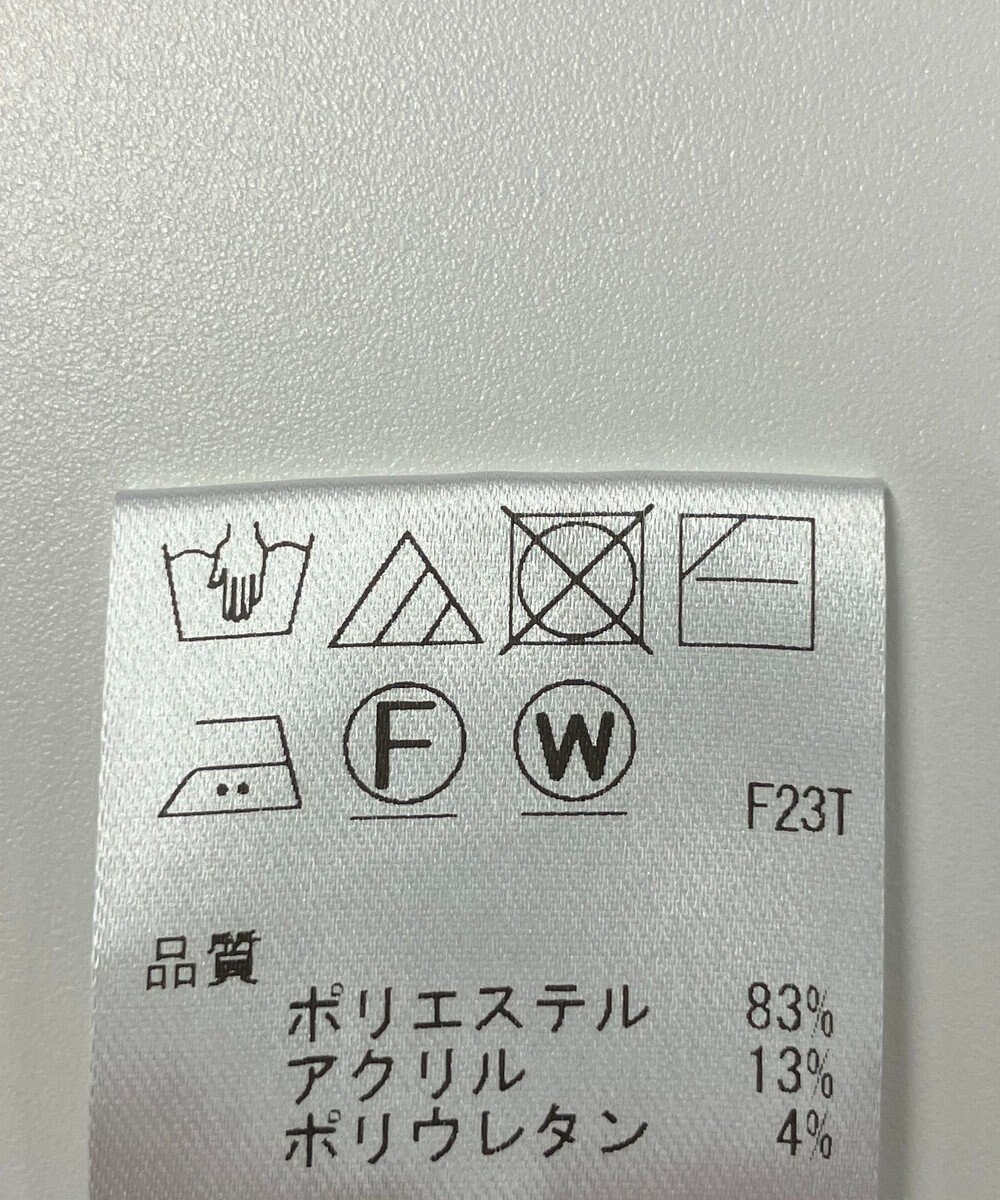 F W F23T
品質
ポリエステル 83%
アクリル 13%
ポリウレタン 4%